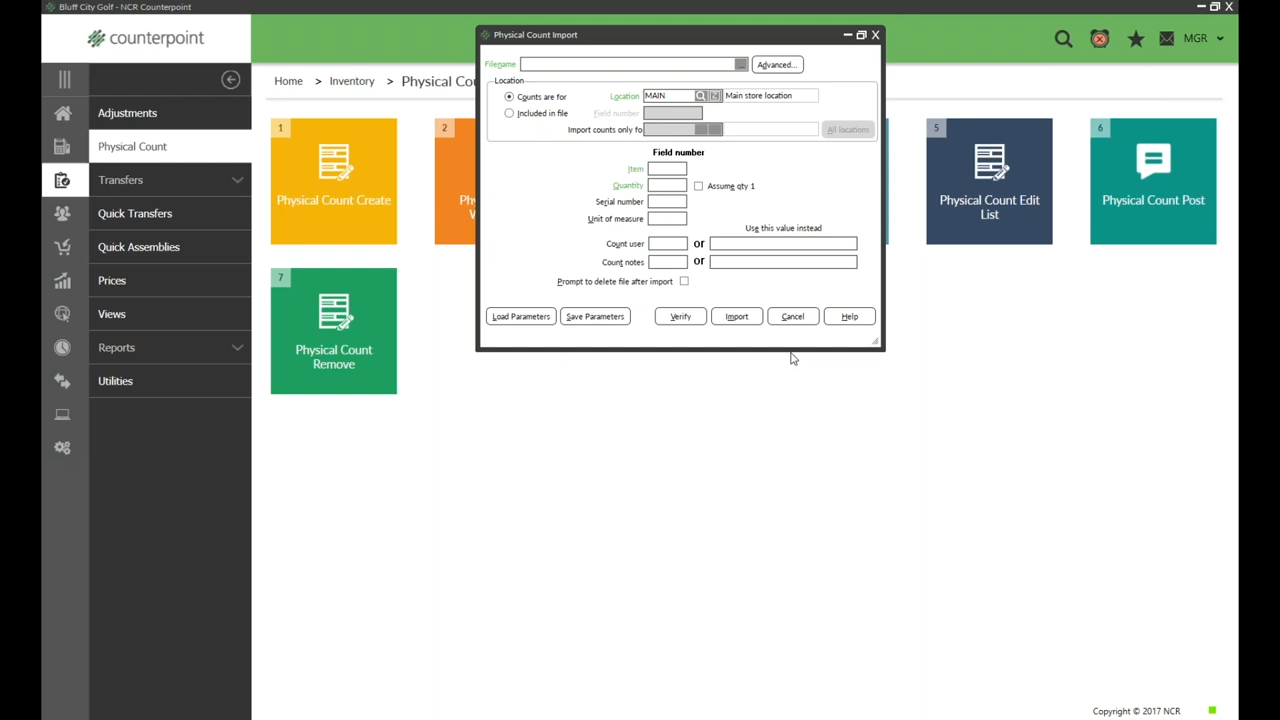 Bluff City Golf - NCR Counterpoint
counterpoint
MGR
Home > Inventory > Physical Cou
Adjustments
Physical Count
Transfers
Quick Transfers
Quick Assemblies
Prices
Views
Reports
Utilities
1
Physical Count Create
2
Phy
5
Physical Count Edit
List
6
Physical Count Post
7
Physical Count
Remove
Physical Count Import
Filename
...
Advanced...
Location
Counts are for
Location
MAIN
Main store location
Included in file
Field number
Import counts only fo
All locations
Field number
Item
Quantity
Assume qty 1
Serial number
Unit of measure
Use this value instead
Count user
or
Count notes
or
Prompt to delete file after import
Load Parameters
Save Parameters
Verify
Import
Cancel
Help
Copyright © 2017 NCR